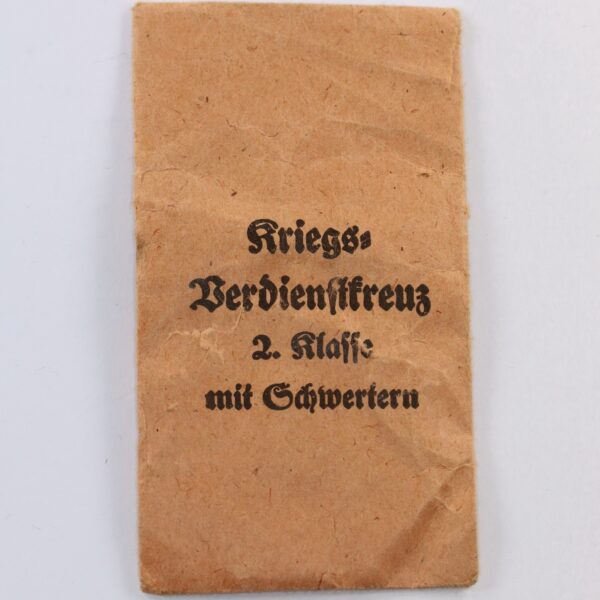 Kriegs-
Verdienstkreuz
2. Klasse
mit Schwertern